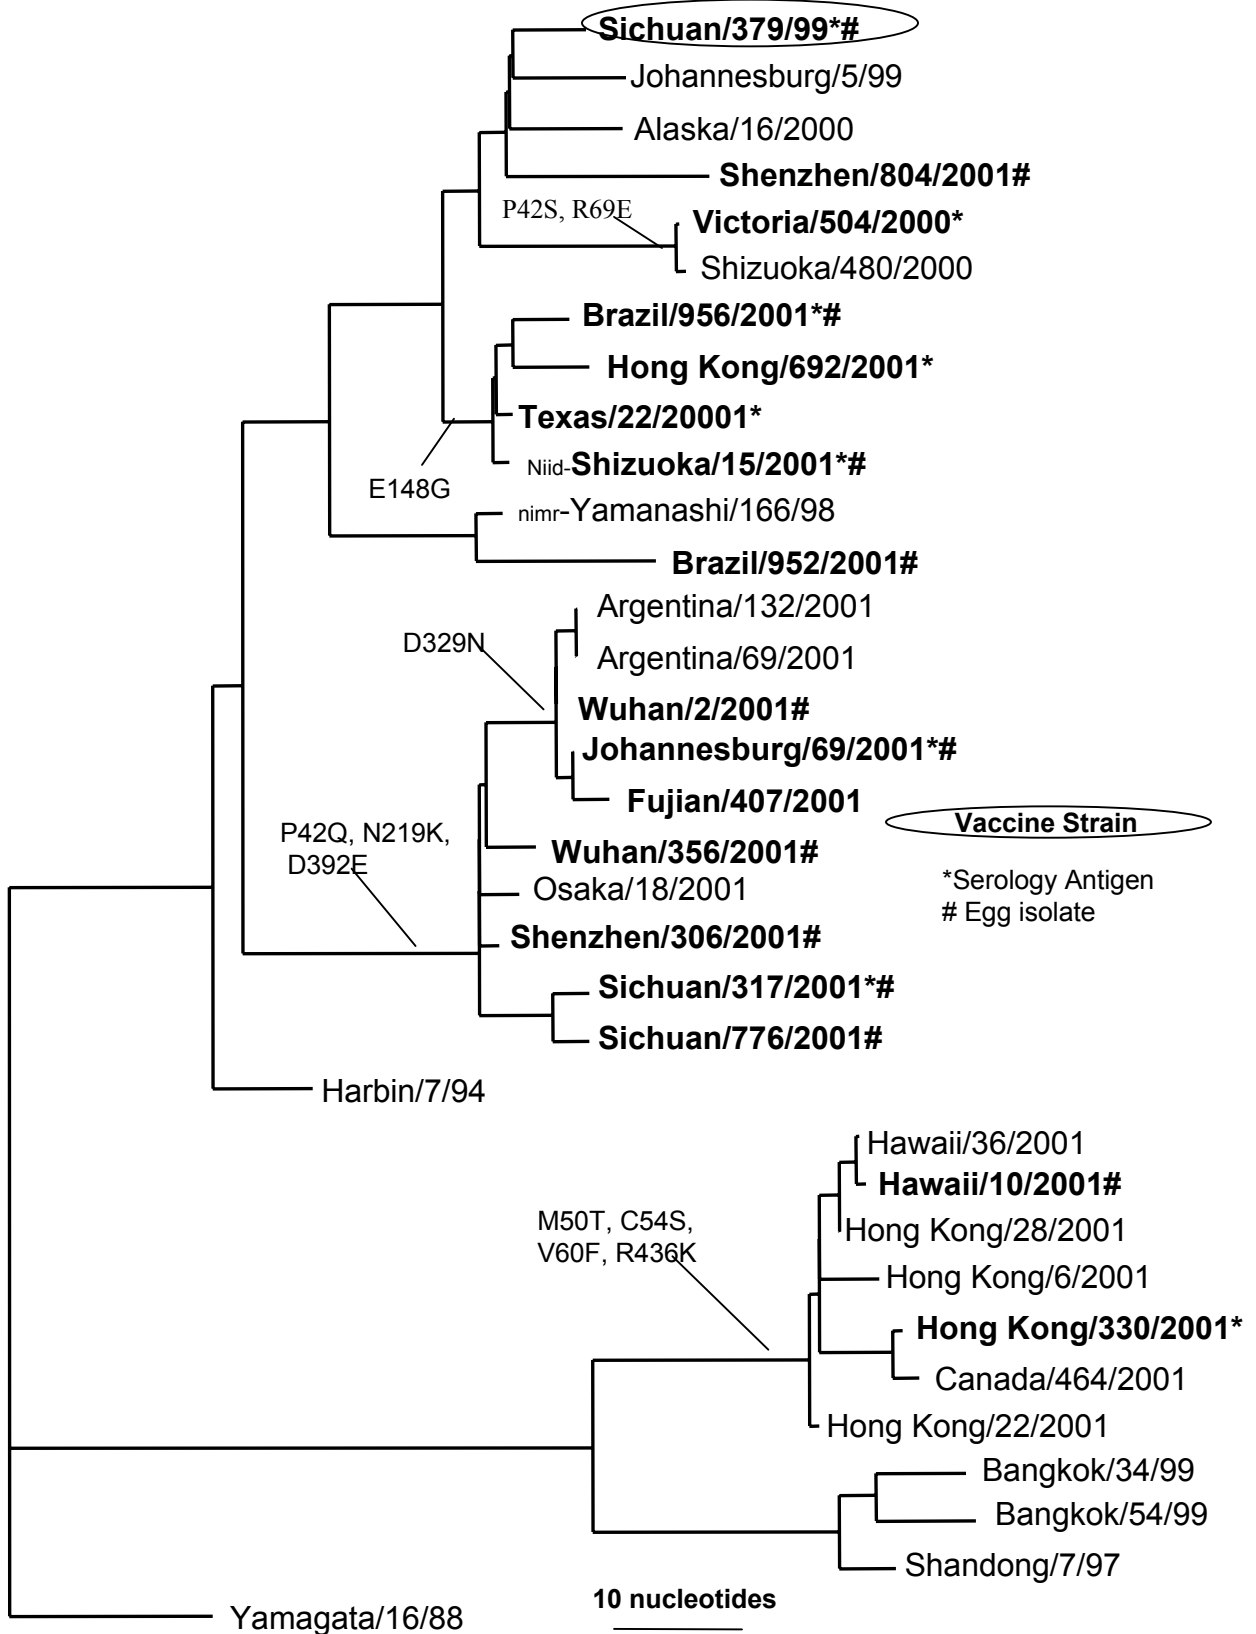 Sichuan/379/99*#
Johannesburg/5/99
Alaska/16/2000
Shenzhen/804/2001#
P42S, R69E
Victoria/504/2000*
Shizuoka/480/2000
Brazil/956/2001*#
Hong Kong/692/2001*
Texas/22/20001*
Niid-Shizuoka/15/2001*#
E148G
nimr-Yamanashi/166/98
Brazil/952/2001#
Argentina/132/2001
D329N
Argentina/69/2001
Wuhan/2/2001#
Johannesburg/69/2001*#
Fujian/407/2001
Vaccine Strain
P42Q, N219K,
D392E
Wuhan/356/2001#
*Serology Antigen
Osaka/18/2001
# Egg isolate
Shenzhen/306/2001#
Sichuan/317/2001*#
Sichuan/776/2001#
Harbin/7/94
Hawaii/36/2001
Hawaii/10/2001#
M50T, C54S,
V60F, R436K
Hong Kong/28/2001
Hong Kong/6/2001
Hong Kong/330/2001*
Canada/464/2001
Hong Kong/22/2001
Bangkok/34/99
Bangkok/54/99
Shandong/7/97
10 nucleotides
Yamagata/16/88